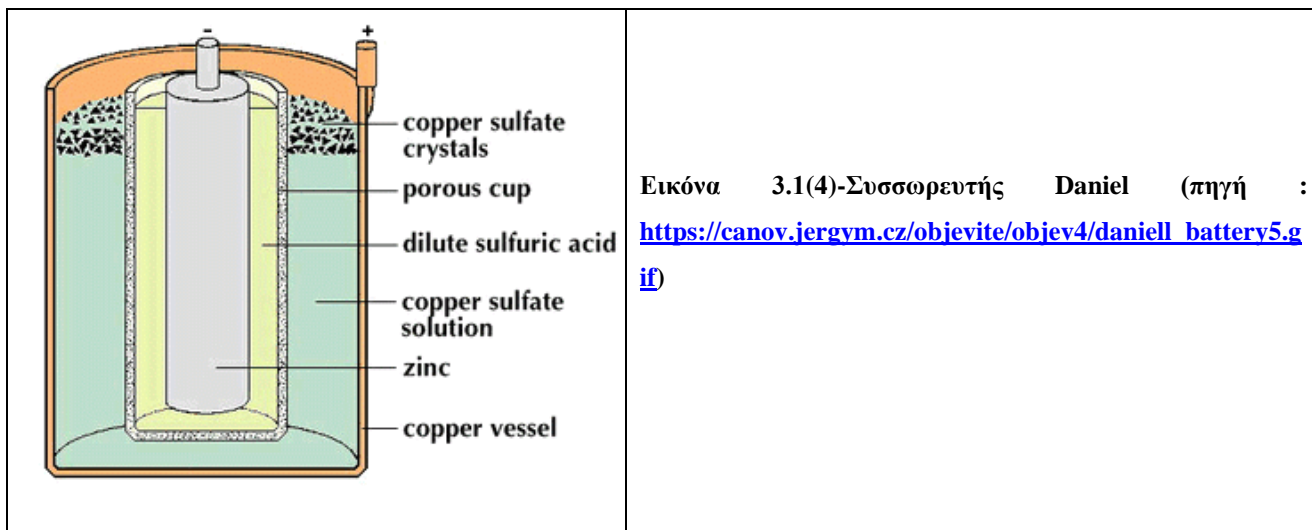 -
+
copper sulfate
crystals
porous cup
dilute sulfuric acid
copper sulfate
solution
zinc
copper vessel
Εικόνα 3.1(4)-Συσσωρευτής Daniel (πηγή :
https://canov.jergym.cz/objevite/objev4/daniell_battery5.g
if)